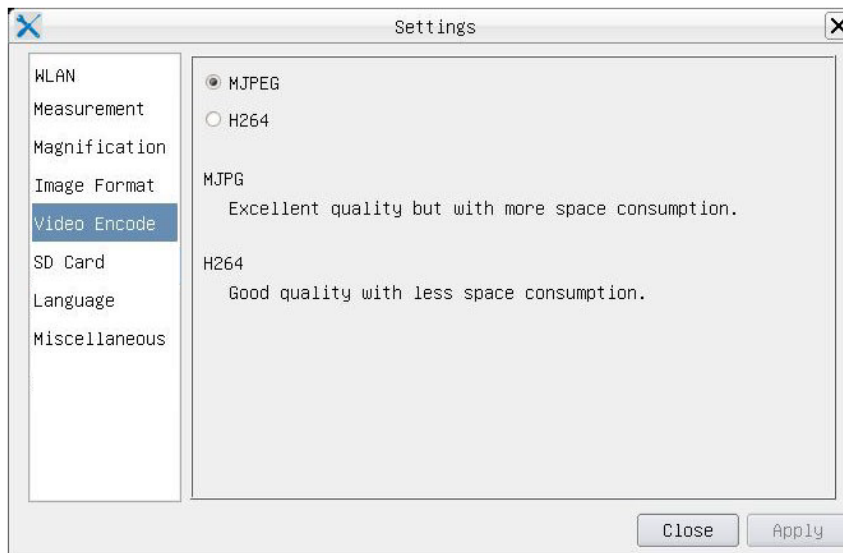 Settings
WLAN
Measurement
Magnification
Image Format
Video Encode
SD Card
Language
Miscellaneous
MJPEG
H264
MJPG
Excellent quality but with more space consumption.
H264
Good quality with less space consumption.
Close
Apply